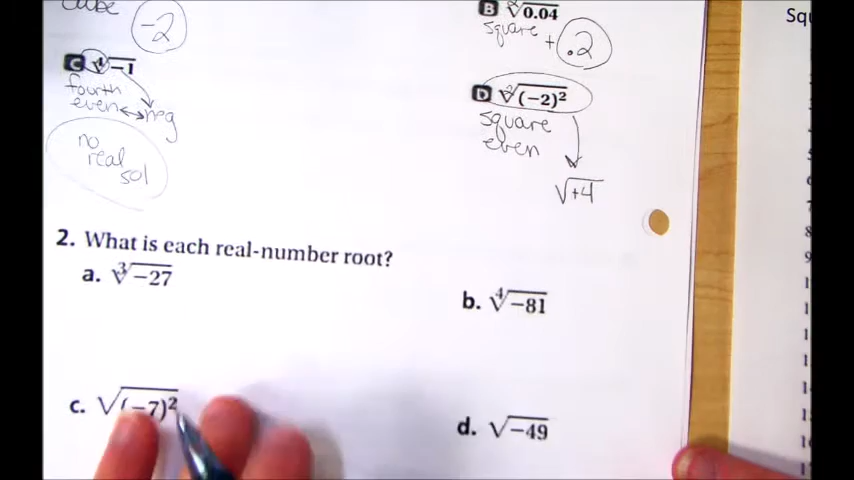 cube
-2
B √0.04
square + .2
C ∜-1
fourth
even ↔ neg
no
real
sol
D √(-2)²
square
even
√+4
2. What is each real-number root?
a. ∛-27
b. ∜-81
c. √(-7)²
d. √-49
Squ